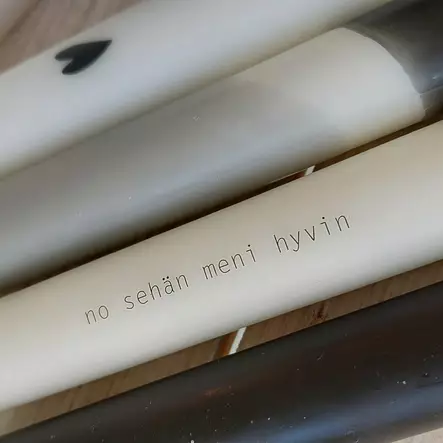 no sehän meni hyvin